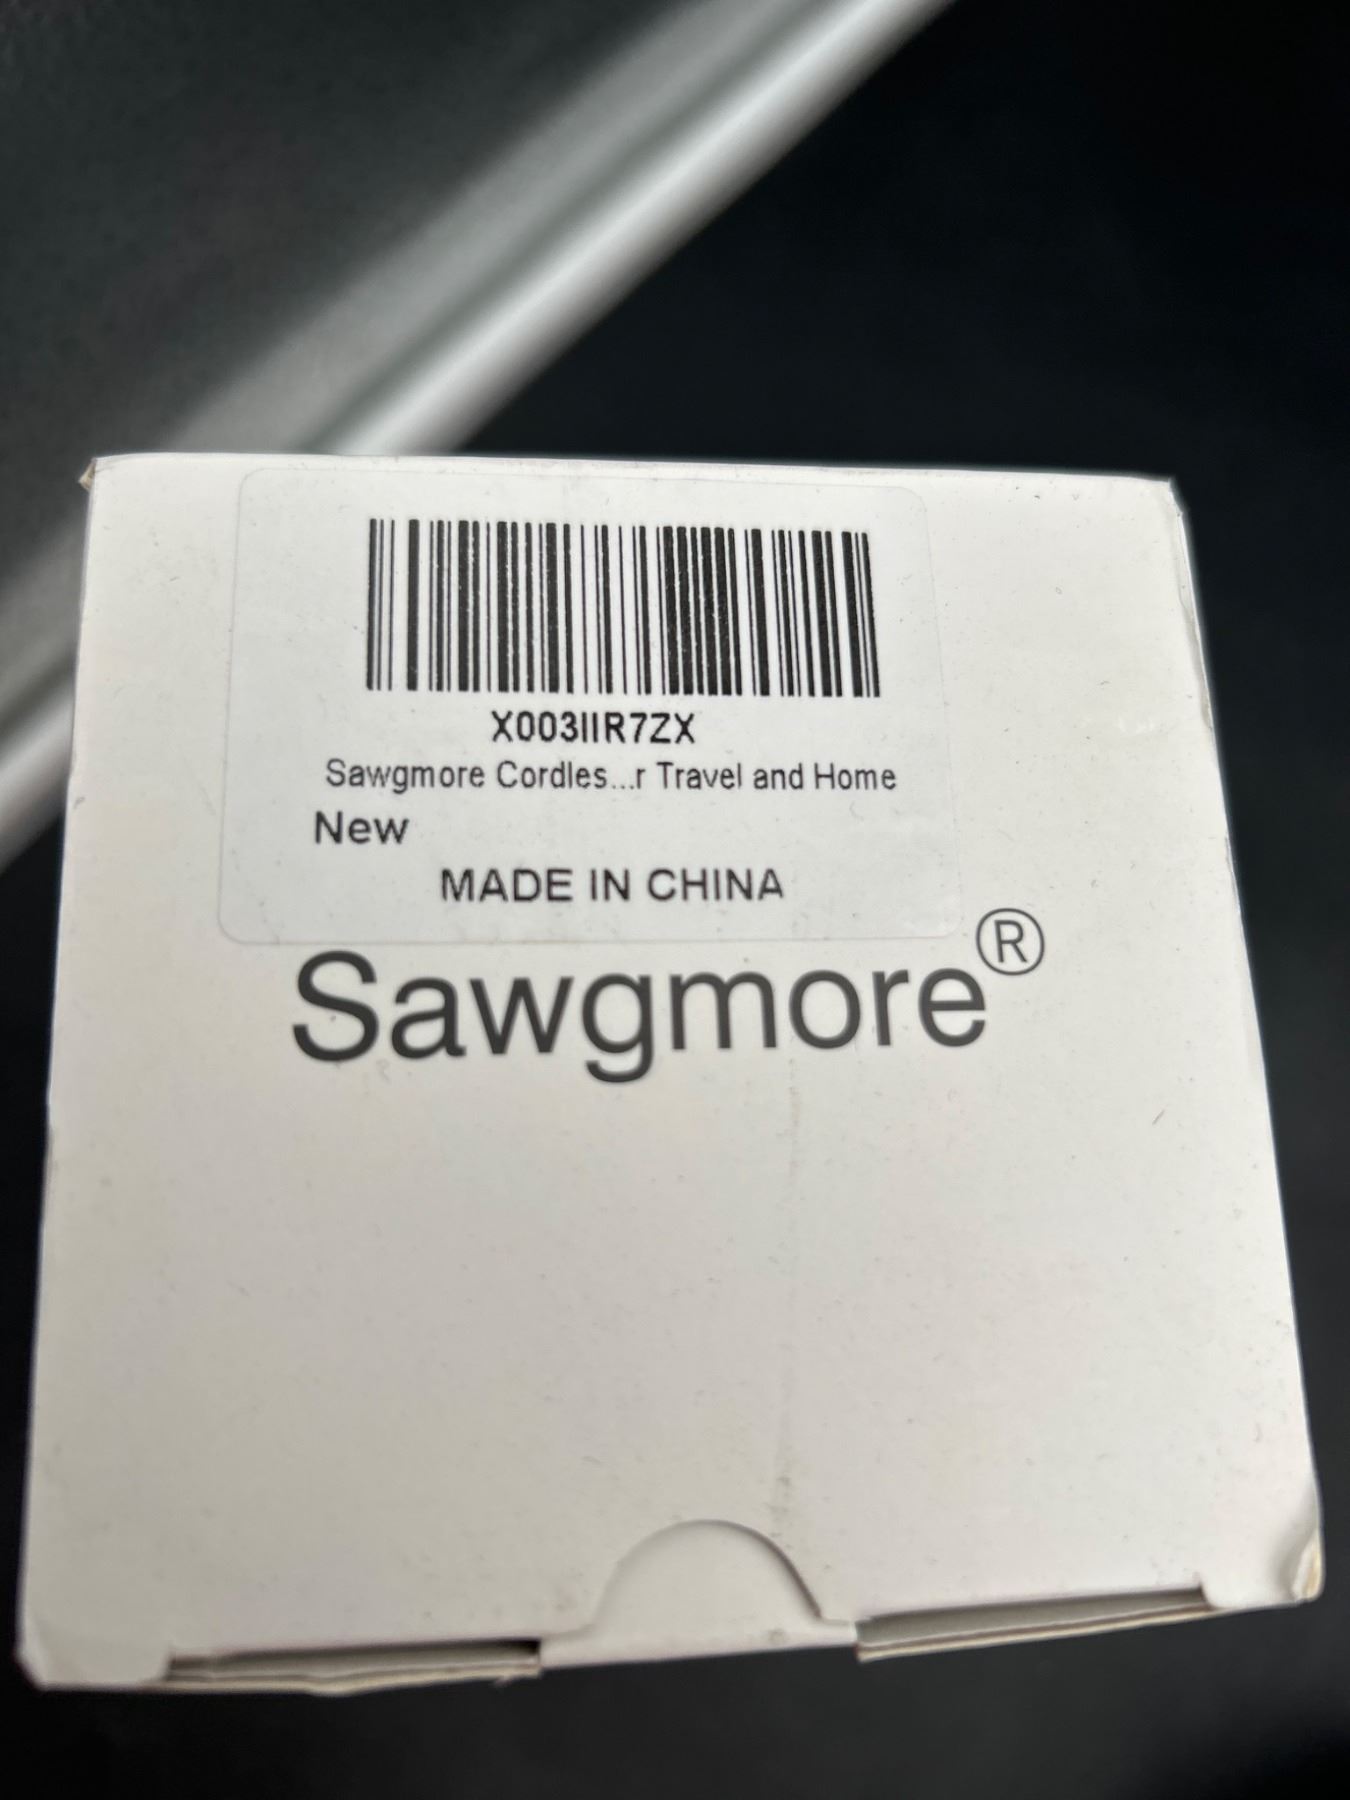 X003IIR7ZX
Sawgmore Cordles...r Travel and Home
New
MADE IN CHINA
Sawgmore®